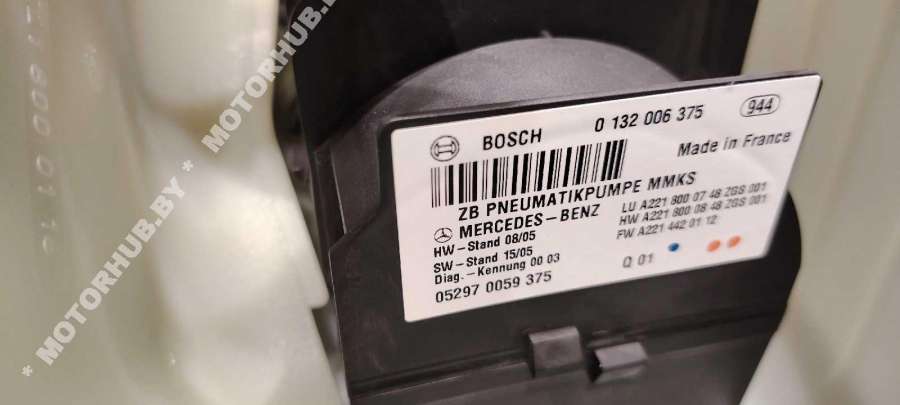 BOSCH 0 132 006 375 944
Made in France
ZB PNEUMATIKPUMPE MMKS
MERCEDES-BENZ LU A221 800 07 48 ZGS 001
HW-Stand 08/05 HW A221 800 08 48 ZGS 001
SW-Stand 15/05 FW A221 442 01 12
Diag.-Kennung 00 03 Q 01
05297 0059 375
* MOTORHUB.BY * MOTORHUB.BY *